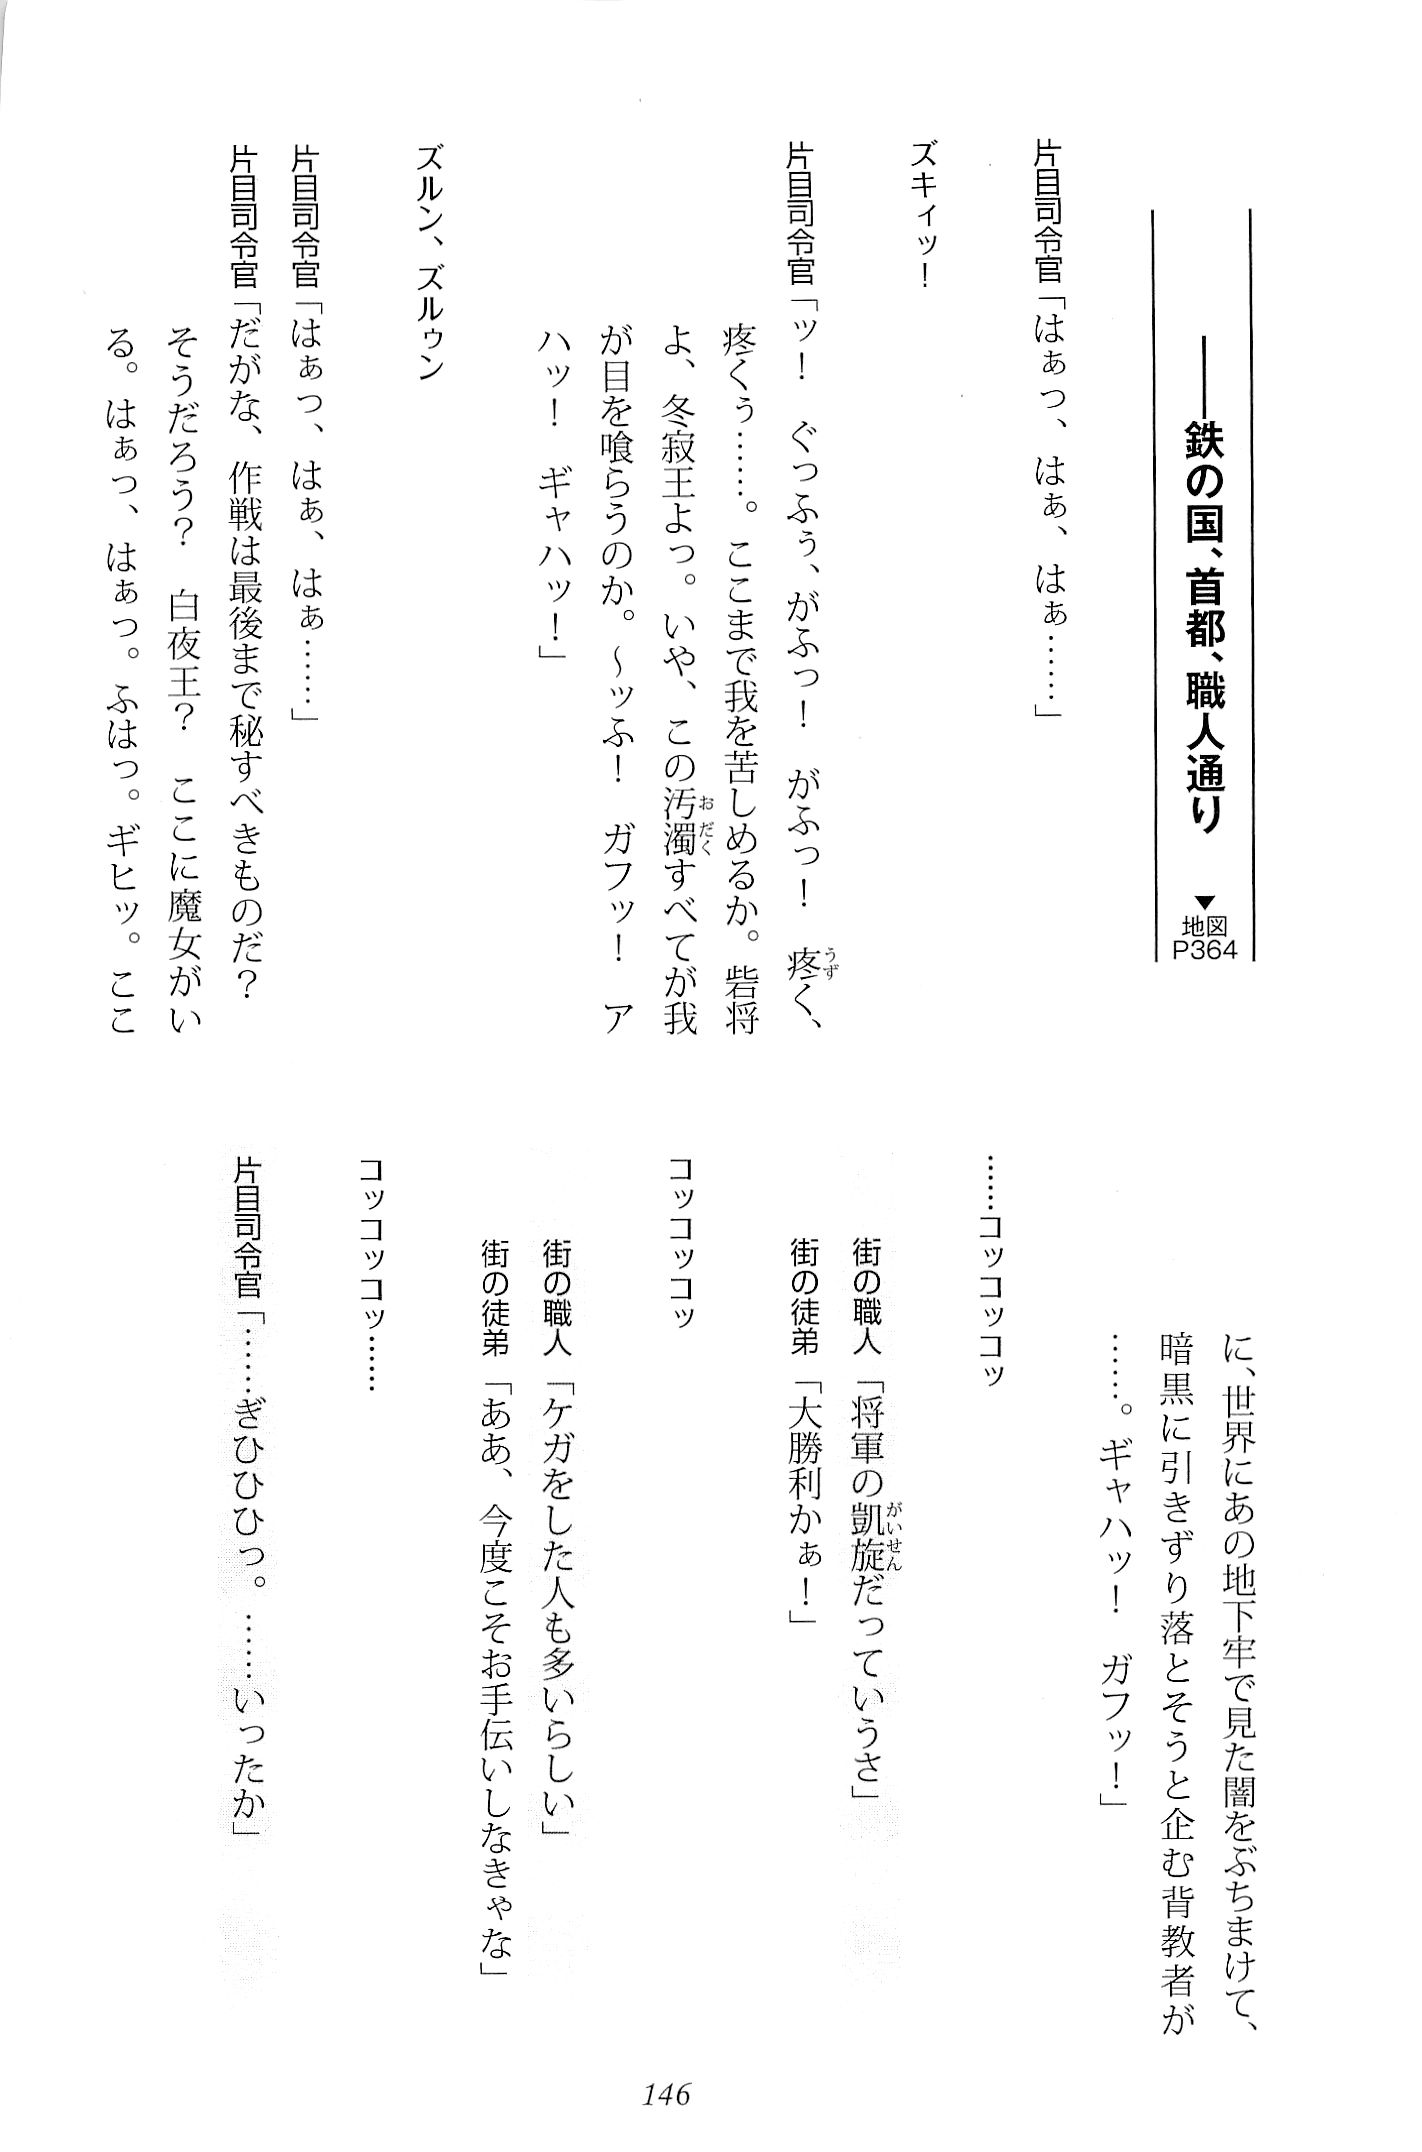 ――鉄の国、首都、職人通り ▼地図P364
片目司令官「はぁっ、はぁ、はぁ……」
ズキィッ！
片目司令官「ッ！　ぐっふぅ、がふっ！　がふっ！　疼く、
疼くぅ……。ここまで我を苦しめるか。砦将
よ、冬寂王よっ。いや、この汚濁すべてが我
が目を喰らうのか。～ッふ！　ガフッ！　ア
ハッ！　ギャハッ！」
ズルン、ズルゥン
片目司令官「はぁっ、はぁ、はぁ……」
片目司令官「だがな、作戦は最後まで秘すべきものだ？
そうだろう？　白夜王？　ここに魔女がい
る。はぁっ、はぁっ。ふはっ。ギヒッ。ここ
に、世界にあの地下牢で見た闇をぶちまけて、
暗黒に引きずり落とそうと企む背教者が
……。ギャハッ！　ガフッ！」
……コッコッコッ
街の職人「将軍の凱旋だっていうさ」
街の徒弟「大勝利かぁ！」
コッコッコッ
街の職人「ケガをした人も多いらしい」
街の徒弟「ああ、今度こそお手伝いしなきゃな」
コッコッコッ……
片目司令官「……ぎひひひっ。……いったか」
146